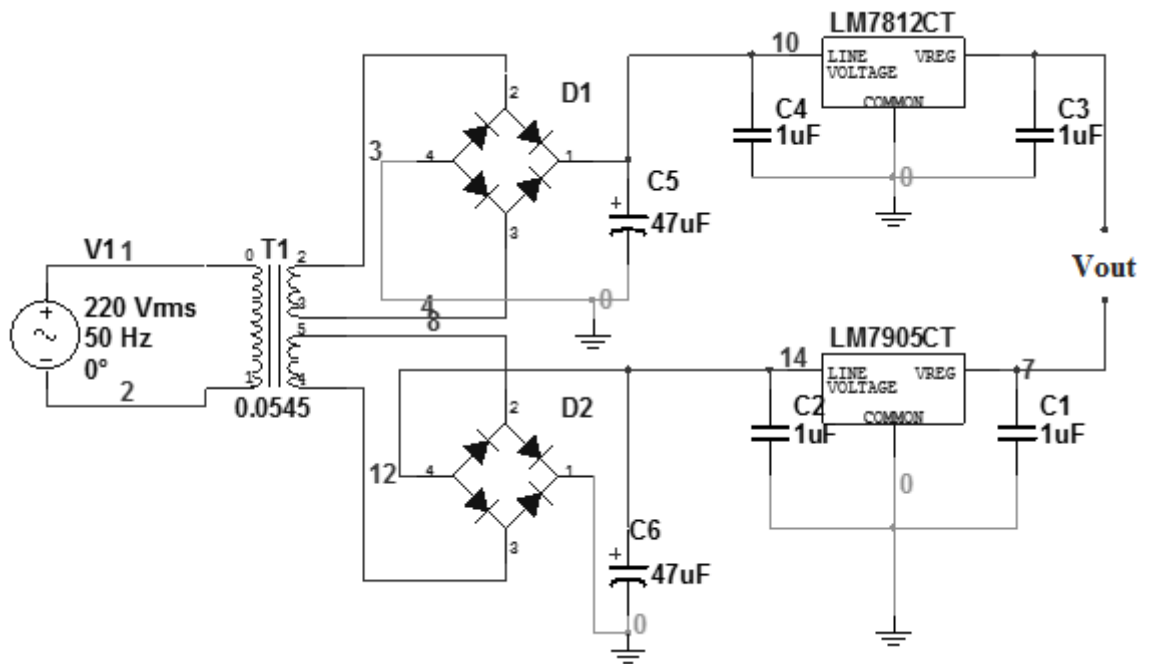 LM7812CT
10
LINE VREG
VOLTAGE
COMMON
2
D1
C4
1uF
C3
1uF
3
4
1
0
C5
+
47uF
3
V1 1
0
T1
2
Vout
+
220 Vrms
50 Hz
0°
−
3
4
8
0
5
LM7905CT
14
LINE VREG
VOLTAGE
7
COMMON
2
1
4
0.0545
2
D2
C2
1uF
C1
1uF
12
4
1
0
3
C6
+
47uF
0